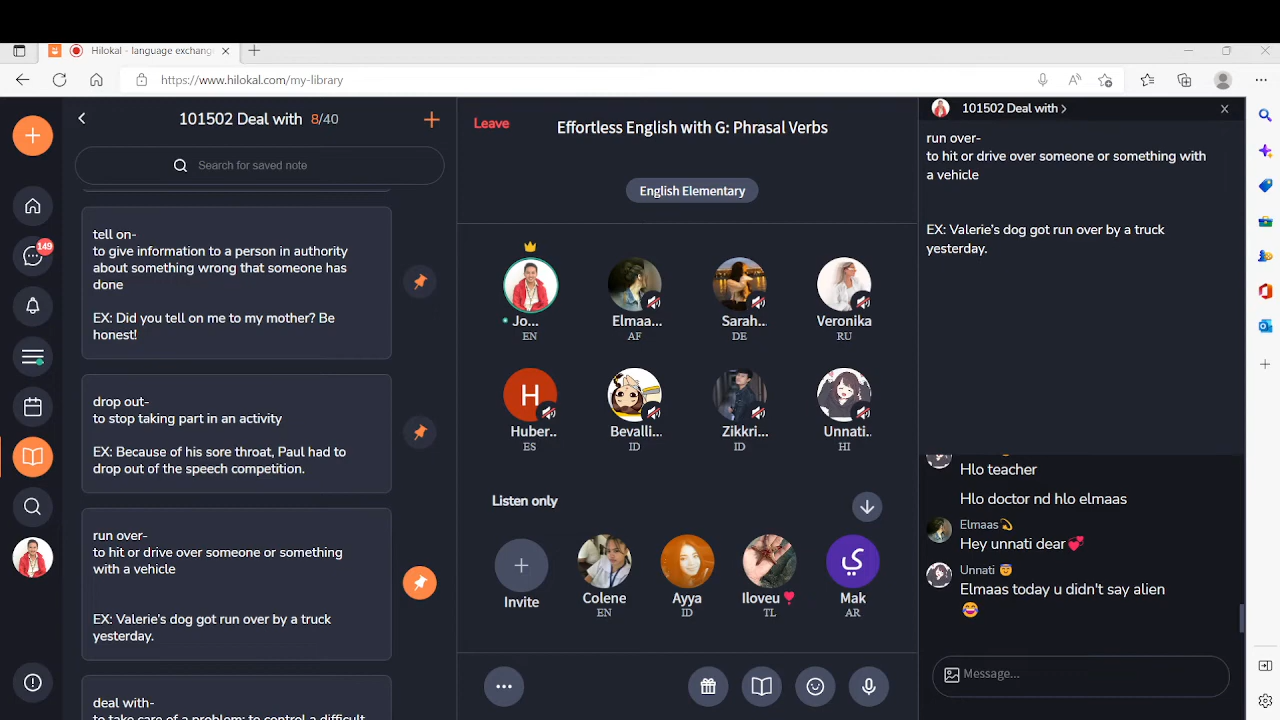 Hilokal - language exchang
https://www.hilokal.com/my-library
101502 Deal with 8/40
Search for saved note
tell on-
to give information to a person in authority
about something wrong that someone has
done
EX: Did you tell on me to my mother? Be
honest!
drop out-
to stop taking part in an activity
EX: Because of his sore throat, Paul had to
drop out of the speech competition.
run over-
to hit or drive over someone or something
with a vehicle
EX: Valerie's dog got run over by a truck
yesterday.
deal with-
to take care of a problem; to control a difficult
149
Leave
Effortless English with G: Phrasal Verbs
English Elementary
Jo...
EN
Elmaa...
AF
Sarah...
DE
Veronika
RU
H
Huber..
ES
Bevalli...
ID
Zikkri...
ID
Unnati..
HI
Listen only
Invite
Colene
EN
Ayya
ID
Iloveu
TL
ي
Mak
AR
101502 Deal with
run over-
to hit or drive over someone or something with
a vehicle
EX: Valerie's dog got run over by a truck
yesterday.
Hlo teacher
Hlo doctor nd hlo elmaas
Elmaas💫
Hey unnati dear💞
Unnati 😇
Elmaas today u didn't say alien
😂
Message...